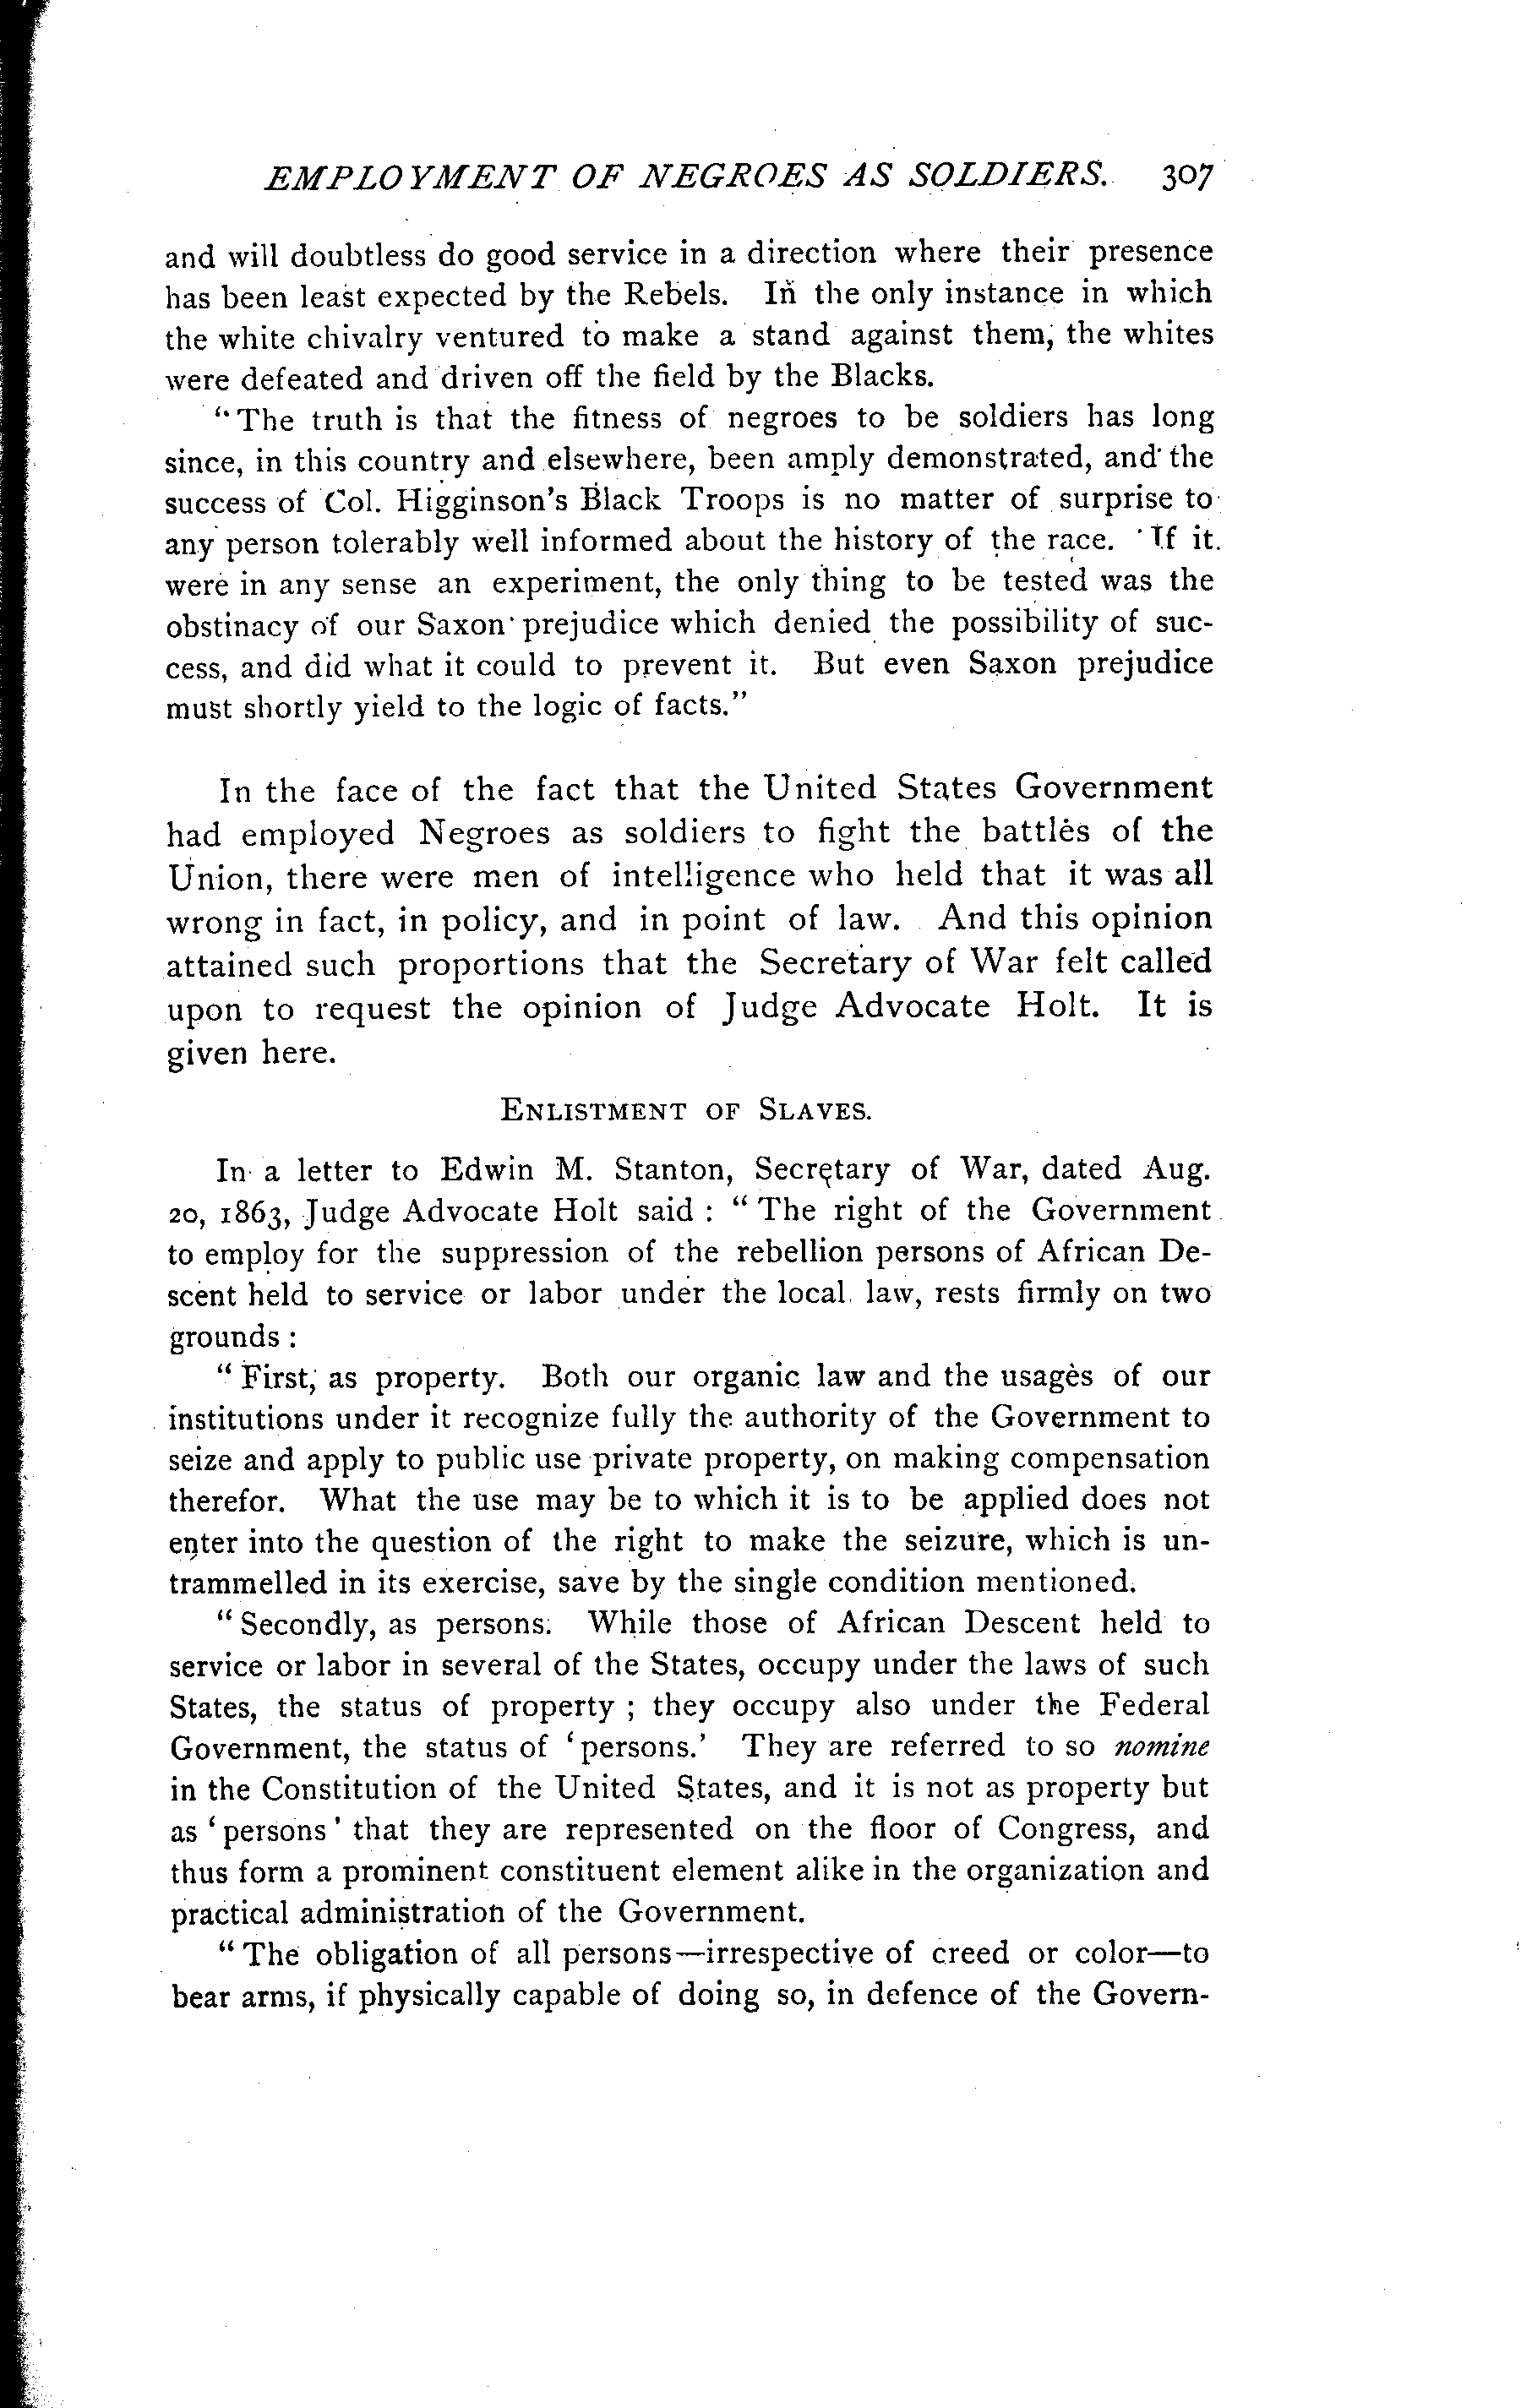 EMPLOYMENT OF NEGROES AS SOLDIERS. 307
and will doubtless do good service in a direction where their presence
has been least expected by the Rebels. In the only instance in which
the white chivalry ventured to make a stand against them, the whites
were defeated and driven off the field by the Blacks.
"The truth is that the fitness of negroes to be soldiers has long
since, in this country and elsewhere, been amply demonstrated, and the
success of Col. Higginson's Black Troops is no matter of surprise to
any person tolerably well informed about the history of the race. If it
were in any sense an experiment, the only thing to be tested was the
obstinacy of our Saxon prejudice which denied the possibility of suc-
cess, and did what it could to prevent it. But even Saxon prejudice
must shortly yield to the logic of facts."
In the face of the fact that the United States Government
had employed Negroes as soldiers to fight the battles of the
Union, there were men of intelligence who held that it was all
wrong in fact, in policy, and in point of law. And this opinion
attained such proportions that the Secretary of War felt called
upon to request the opinion of Judge Advocate Holt. It is
given here.
ENLISTMENT OF SLAVES.
In a letter to Edwin M. Stanton, Secretary of War, dated Aug.
20, 1863, Judge Advocate Holt said : "The right of the Government
to employ for the suppression of the rebellion persons of African De-
scent held to service or labor under the local law, rests firmly on two
grounds :
"First, as property. Both our organic law and the usages of our
institutions under it recognize fully the authority of the Government to
seize and apply to public use private property, on making compensation
therefor. What the use may be to which it is to be applied does not
enter into the question of the right to make the seizure, which is un-
trammelled in its exercise, save by the single condition mentioned.
"Secondly, as persons. While those of African Descent held to
service or labor in several of the States, occupy under the laws of such
States, the status of property ; they occupy also under the Federal
Government, the status of 'persons.' They are referred to so nomine
in the Constitution of the United States, and it is not as property but
as 'persons' that they are represented on the floor of Congress, and
thus form a prominent constituent element alike in the organization and
practical administration of the Government.
"The obligation of all persons—irrespective of creed or color—to
bear arms, if physically capable of doing so, in defence of the Govern-